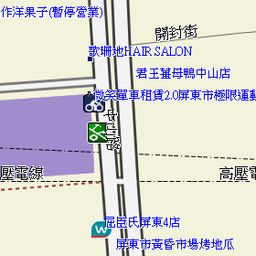 作洋果子(暫停營業)
開封街
歌珊地HAIR SALON
君王薑母鴨中山店
微笑單車租賃2.0屏東市極限運動
中山路
壓電線
高壓電
屈臣氏屏東4店
屏東市黃昏市場烤地瓜